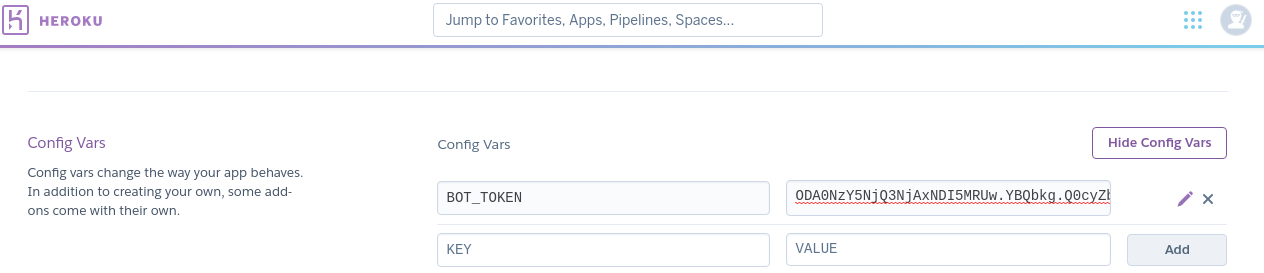 HEROKU
Jump to Favorites, Apps, Pipelines, Spaces...
Config Vars
Config vars change the way your app behaves.
In addition to creating your own, some add-
ons come with their own.
Config Vars
Hide Config Vars
BOT_TOKEN
ODA0NzY5NjQ3NjAxNDI5MRUw.YBQbkg.Q0cyZb
KEY
VALUE
Add